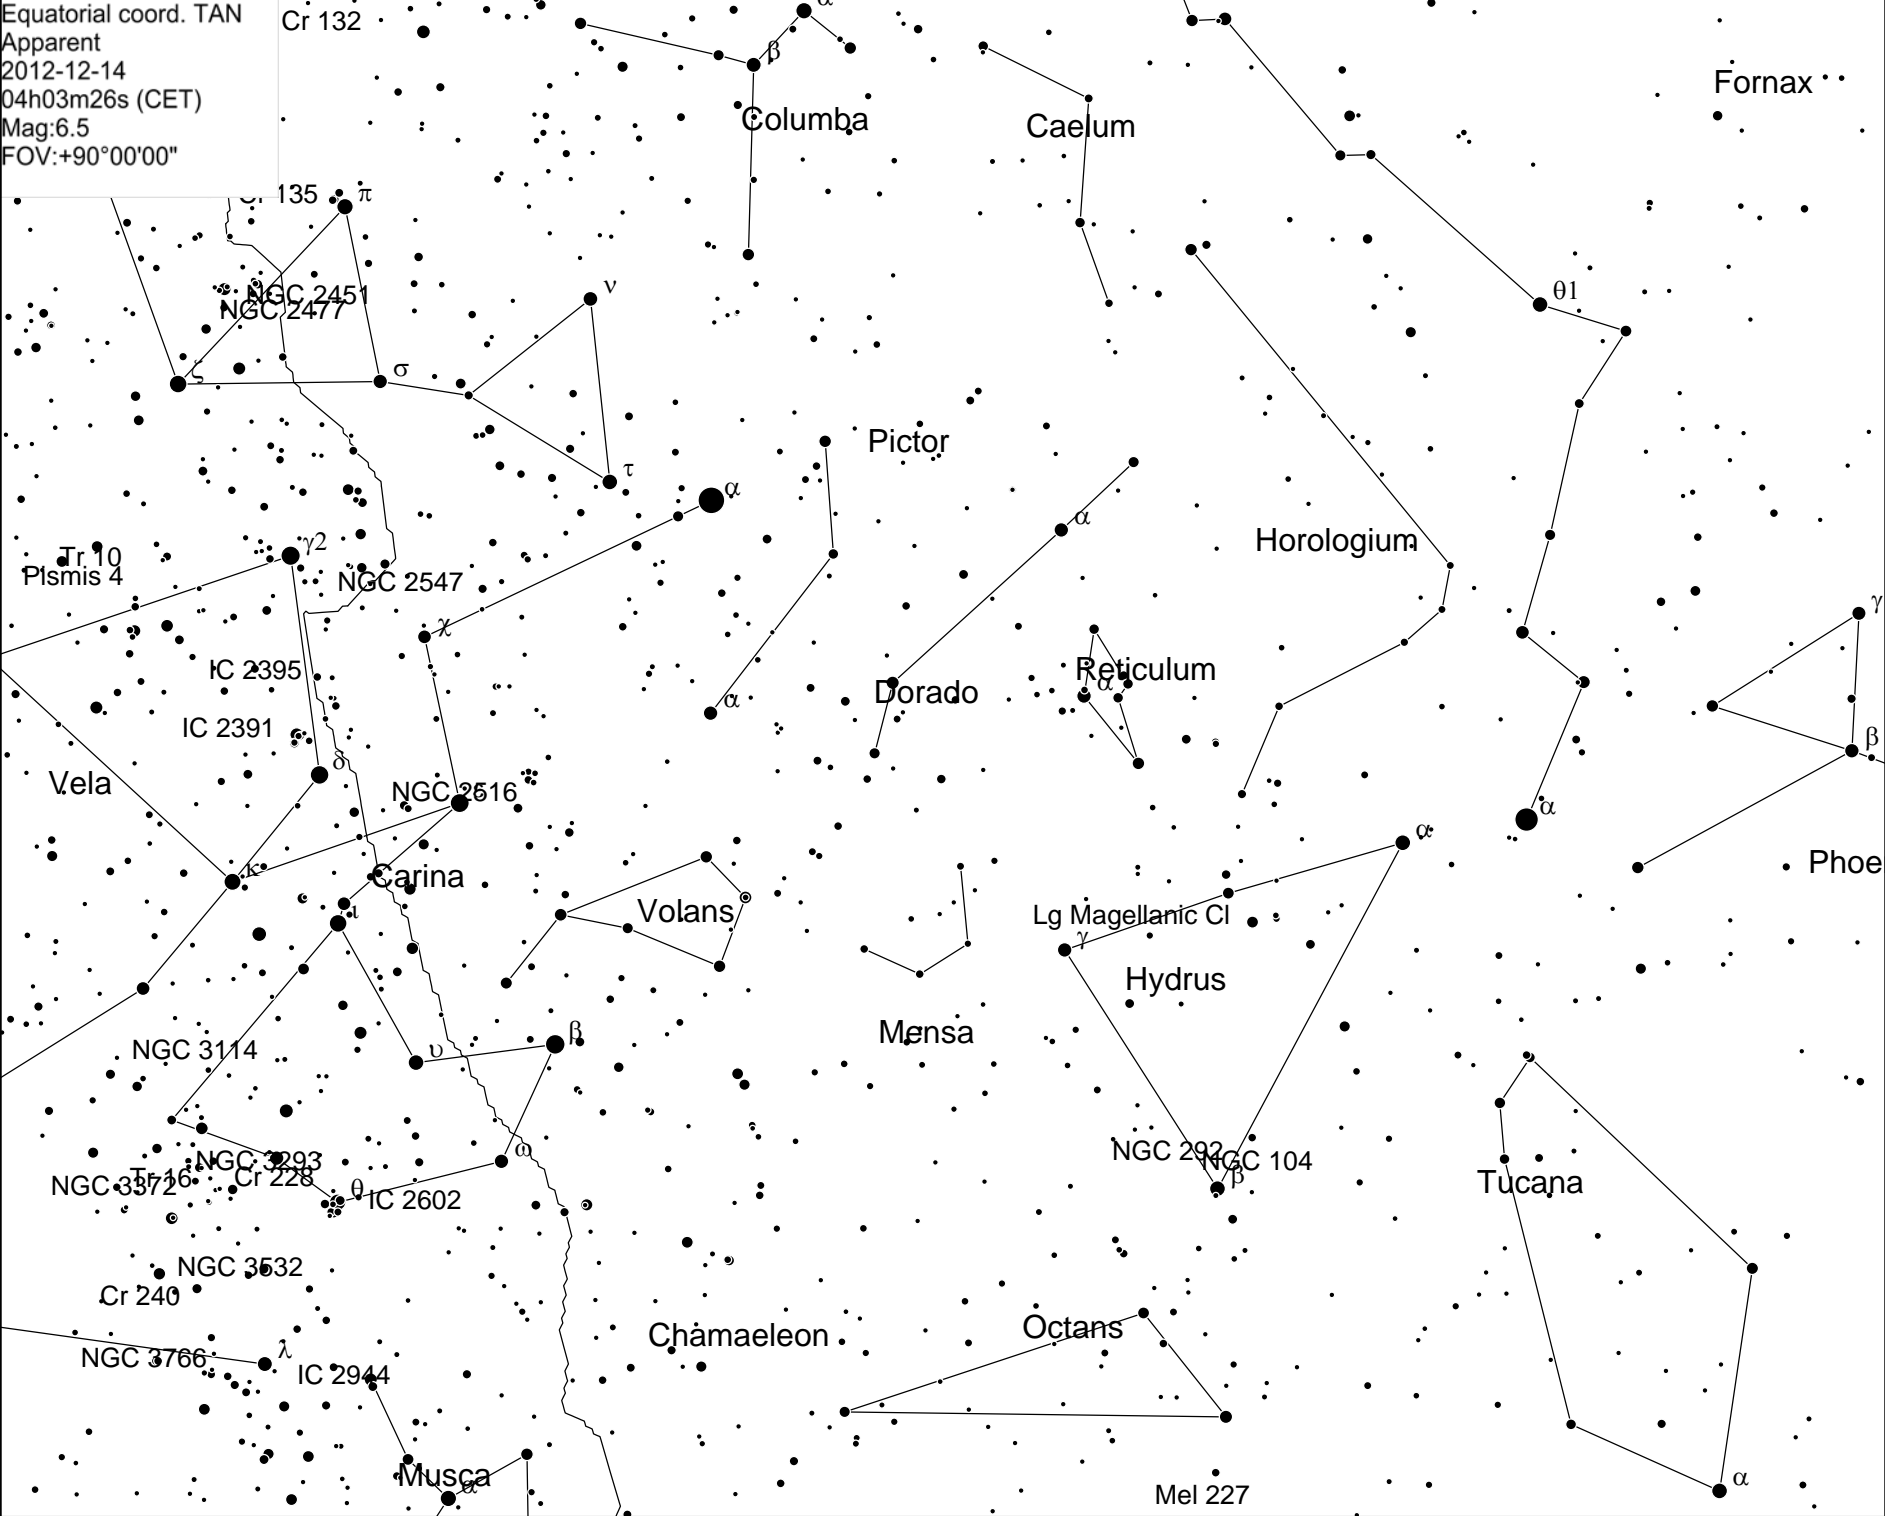 Equatorial coord. TAN
Apparent
2012-12-14
04h03m26s (CET)
Mag:6.5
FOV:+90°00'00"
Cr 132
α
β
Columba
Caelum
Fornax
Cr 135
π
NGC 2451
NGC 2477
ν
θ1
ζ
σ
Pictor
τ
α
α
Horologium
γ2
Tr 10
Pismis 4
NGC 2547
γ
χ
IC 2395
Reticulum
α
Dorado
α
IC 2391
β
δ
Vela
NGC 2516
ε
α
α
κ
Carina
Phoe
ι
Volans
Lg Magellanic Cl
γ
Hydrus
Mensa
β
υ
NGC 3114
ω
NGC 292
NGC 104
β
NGC 3293
Tr 16
Cr 228
NGC 3372
θ
IC 2602
Tucana
NGC 3532
Cr 240
Chamaeleon
Octans
λ
NGC 3766
IC 2944
Musca
α
Mel 227
α